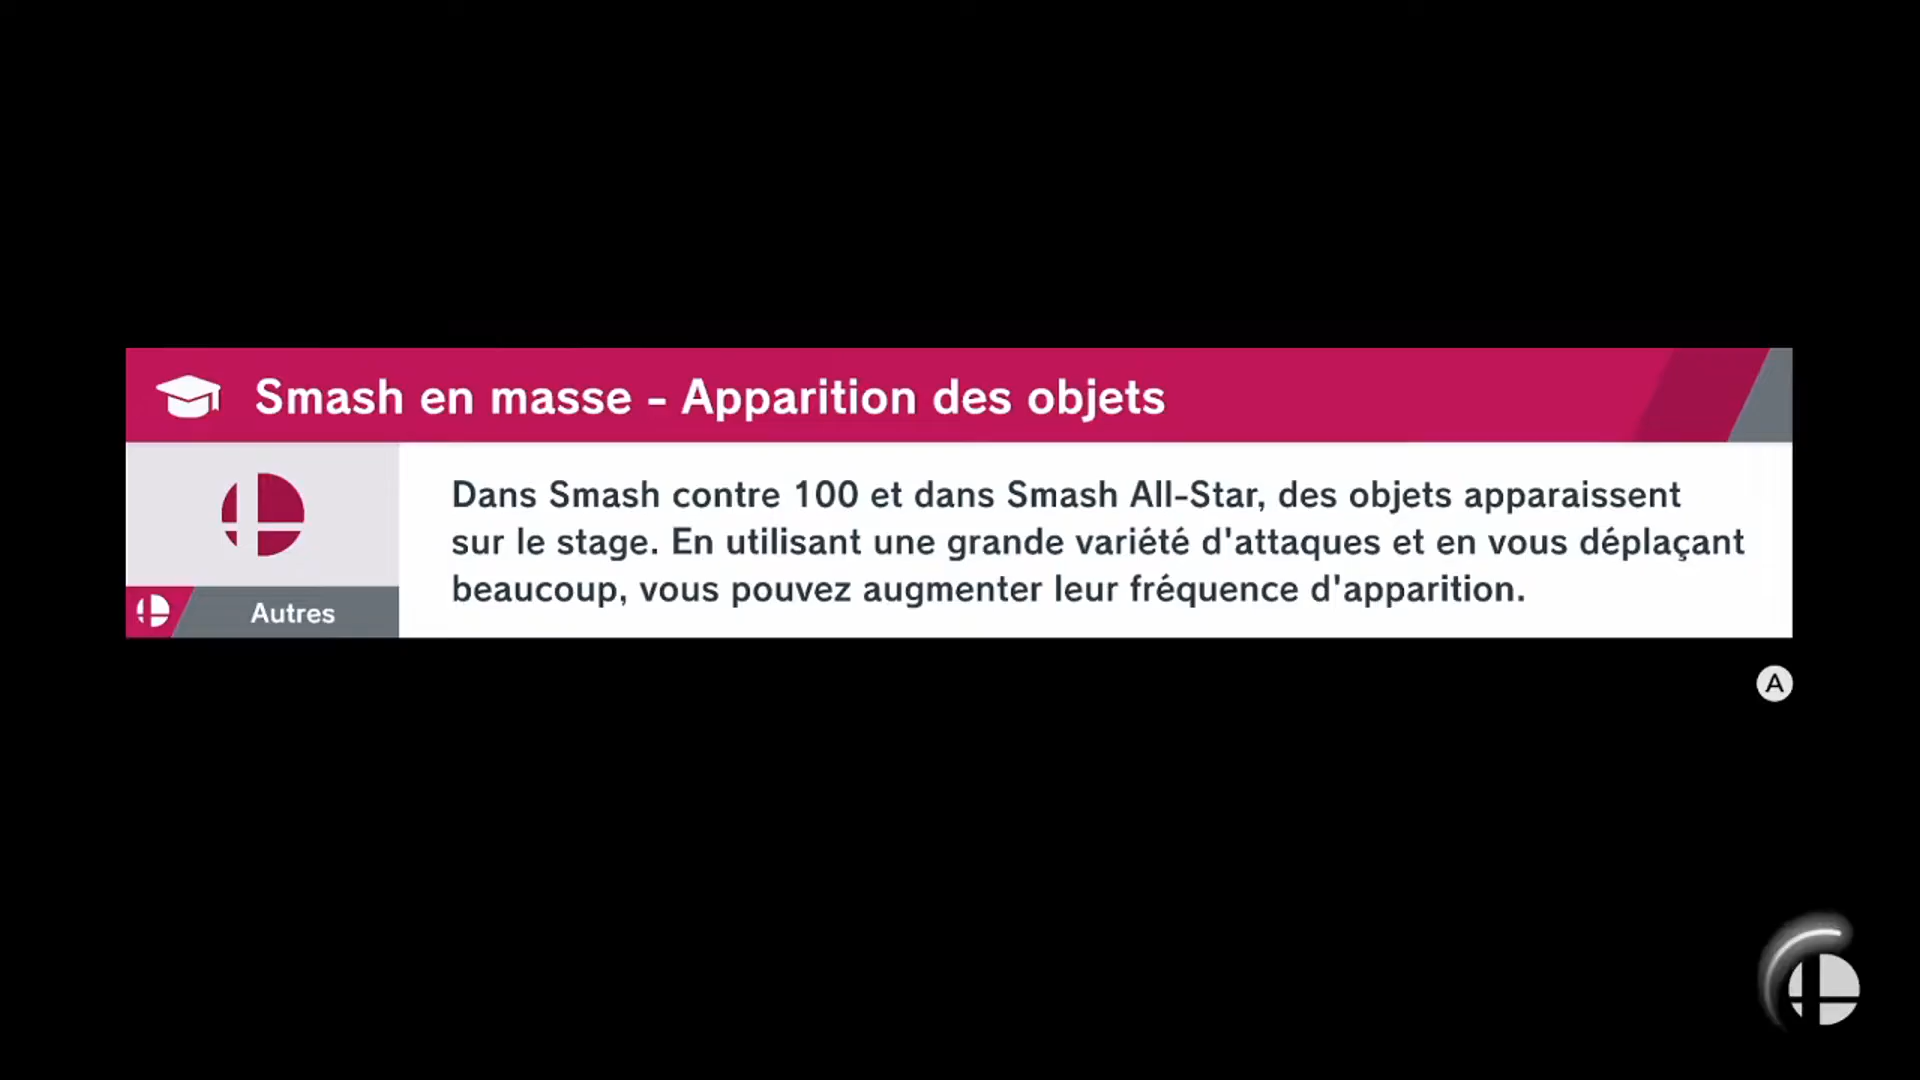 Smash en masse - Apparition des objets
Dans Smash contre 100 et dans Smash All-Star, des objets apparaissent
sur le stage. En utilisant une grande variété d'attaques et en vous déplaçant
beaucoup, vous pouvez augmenter leur fréquence d'apparition.
Autres
A